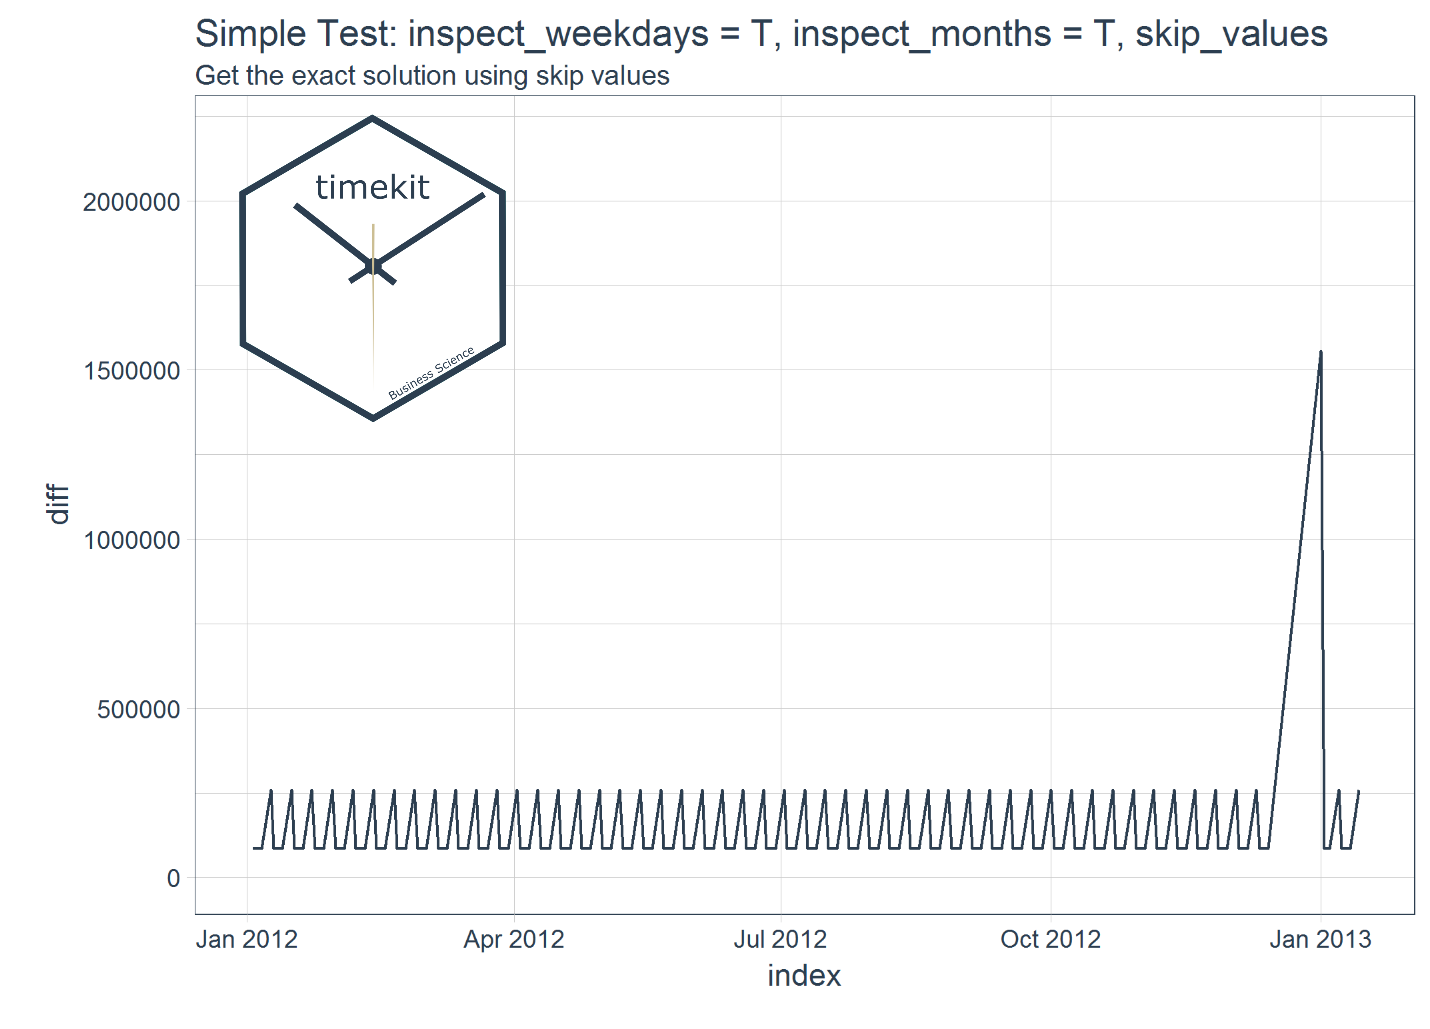 Simple Test: inspect_weekdays = T, inspect_months = T, skip_values
Get the exact solution using skip values
timekit
Business Science
2000000
1500000
1000000
500000
0
diff
Jan 2012
Apr 2012
Jul 2012
Oct 2012
Jan 2013
index